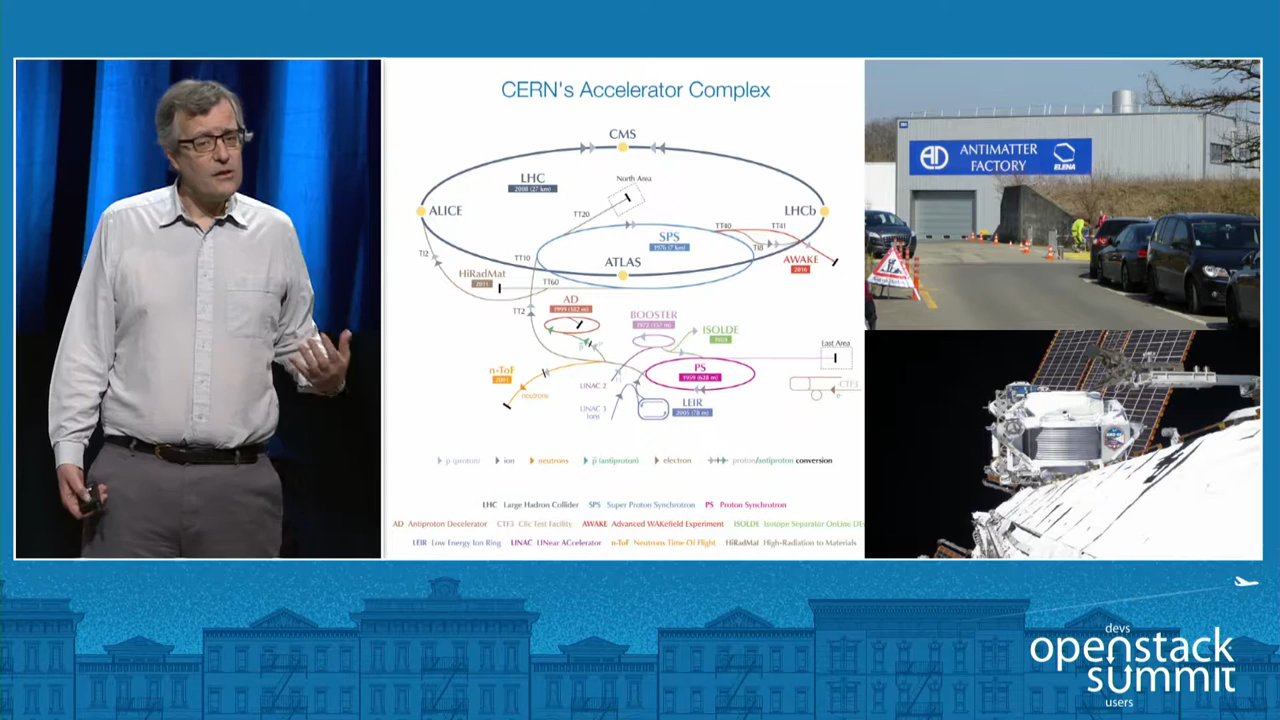 CERN's Accelerator Complex
CMS
LHC
2008 (27 km)
North Area
ALICE
TT20
LHCb
TT40
TT41
SPS
1976 (7 km)
TI8
TI2
TT10
ATLAS
AWAKE
2016
HiRadMat
2011
TT60
AD
1999 (182 m)
TT2
BOOSTER
1972 (157 m)
ISOLDE
East Area
n-ToF
2001
PS
1959 (628 m)
LINAC 2
neutrons
CTF3
e-
LINAC 3
Ions
LEIR
2005 (78 m)
p (proton)
ion
neutrons
p̄ (antiproton)
electron
proton/antiproton conversion
LHC Large Hadron Collider SPS Super Proton Synchrotron PS Proton Synchrotron
AD Antiproton Decelerator CTF3 Clic Test Facility AWAKE Advanced WAKefield Experiment ISOLDE Isotope Separator OnLine
LEIR Low Energy Ion Ring LINAC LINear ACcelerator n-ToF Neutrons Time Of Flight HiRadMat High-Radiation to Materials
AD
ANTIMATTER
FACTORY
ELENA
devs
openstack
summit
users